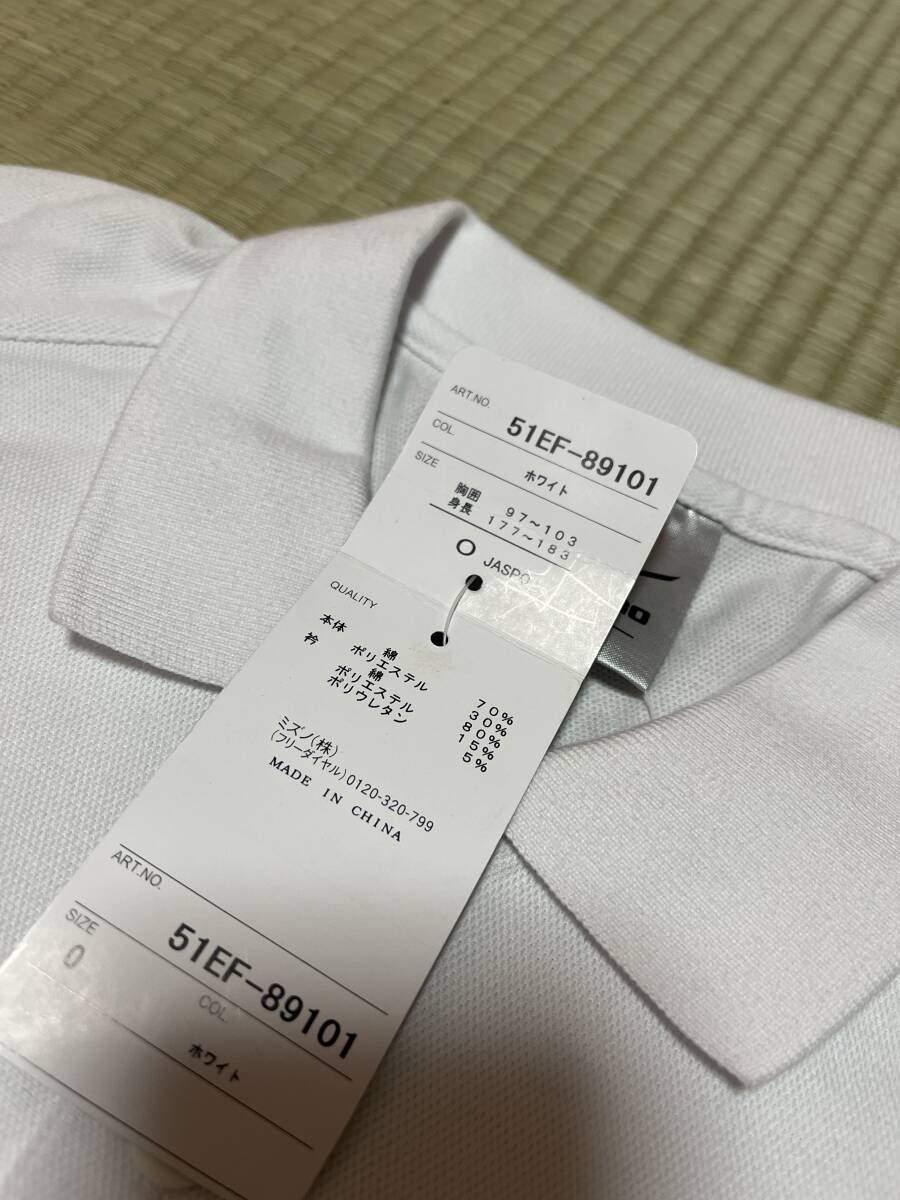 ART.NO. 51EF-89101
COL. ホワイト
SIZE
胸囲 97~103
身長 177~183
O JASPO
QUALITY
本体 綿 70%
ポリエステル 30%
衿 綿 80%
ポリエステル 15%
ポリウレタン 5%
ミズノ(株)
(フリーダイヤル)0120-320-799
MADE IN CHINA
ART.NO. 51EF-89101
SIZE COL.
O ホワイト